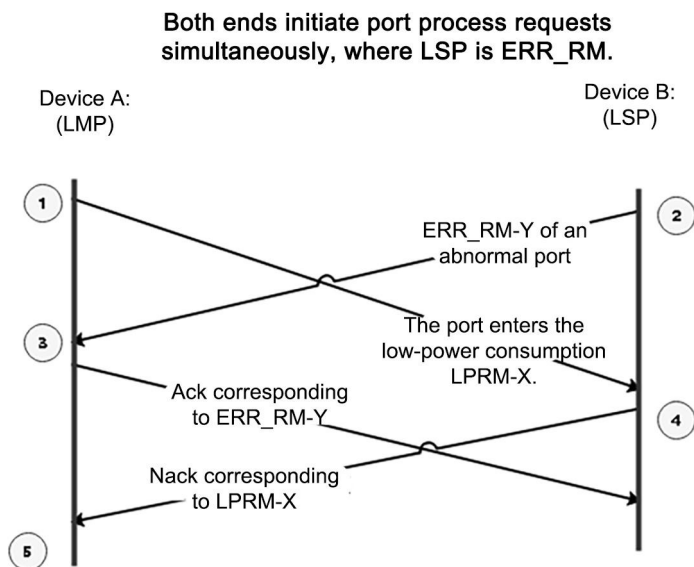 Both ends initiate port process requests
simultaneously, where LSP is ERR_RM.
Device A:
(LMP)
Device B:
(LSP)
1
2
ERR_RM-Y of an
abnormal port
3
The port enters the
low-power consumption
LPRM-X.
Ack corresponding
to ERR_RM-Y
4
Nack corresponding
to LPRM-X
5